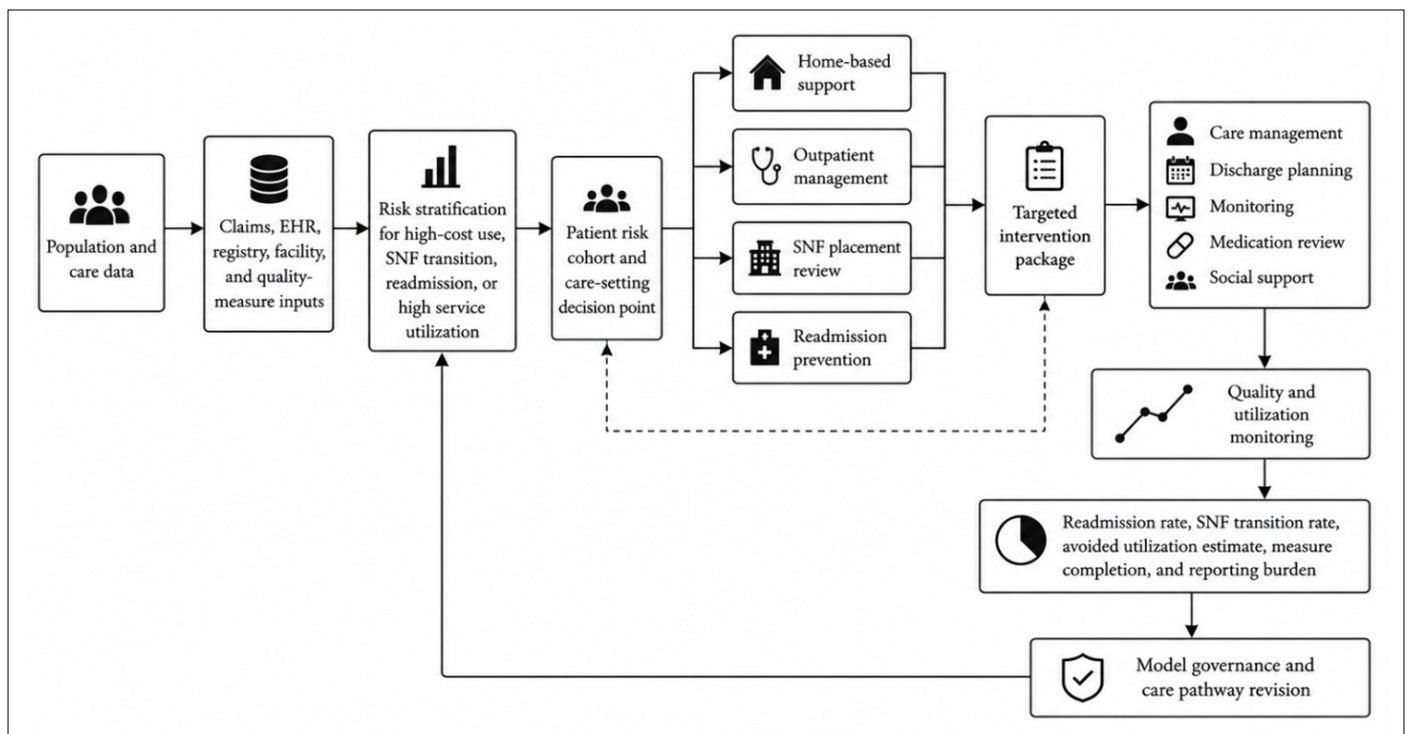 Population and
care data
Claims, EHR,
registry, facility,
and quality-
measure inputs
Risk stratification
for high-cost use,
SNF transition,
readmission, or
high service
utilization
Patient risk
cohort and
care-setting
decision point
Home-based
support
Outpatient
management
SNF placement
review
Readmission
prevention
Targeted
intervention
package
Care management
Discharge planning
Monitoring
Medication review
Social support
Quality and
utilization
monitoring
Readmission rate, SNF transition rate,
avoided utilization estimate, measure
completion, and reporting burden
Model governance and
care pathway revision